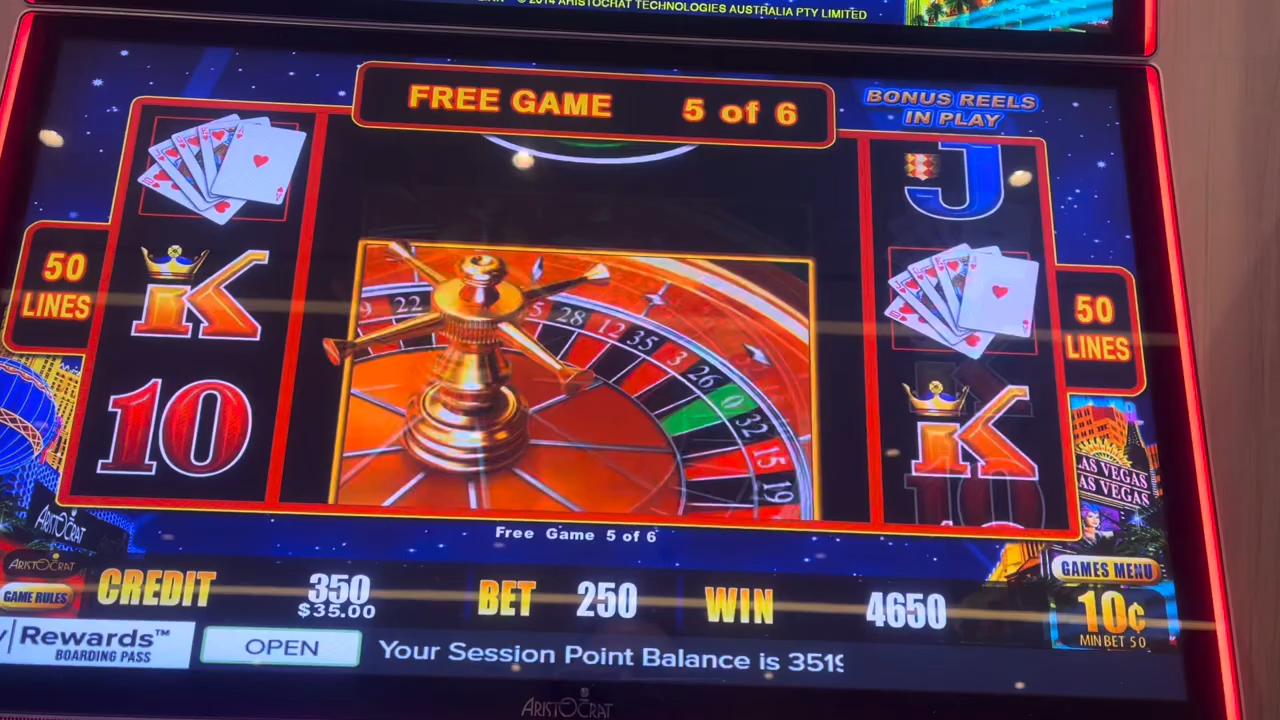 © 2014 ARISTOCRAT TECHNOLOGIES AUSTRALIA PTY LIMITED
FREE GAME 5 of 6
BONUS REELS
IN PLAY
J
50
LINES
K
10
22
28
12
35
3
26
0
32
15
19
50
LINES
K
10
LAS VEGAS
LAS VEGAS
Free Game 5 of 6
ARISTOCRAT
ARISTOCRAT
GAME RULES
CREDIT
350
$35.00
BET
250
WIN
4650
GAMES MENU
10¢
MIN BET 50
Rewards™
BOARDING PASS
OPEN
Your Session Point Balance is 3519
ARISTOCRAT